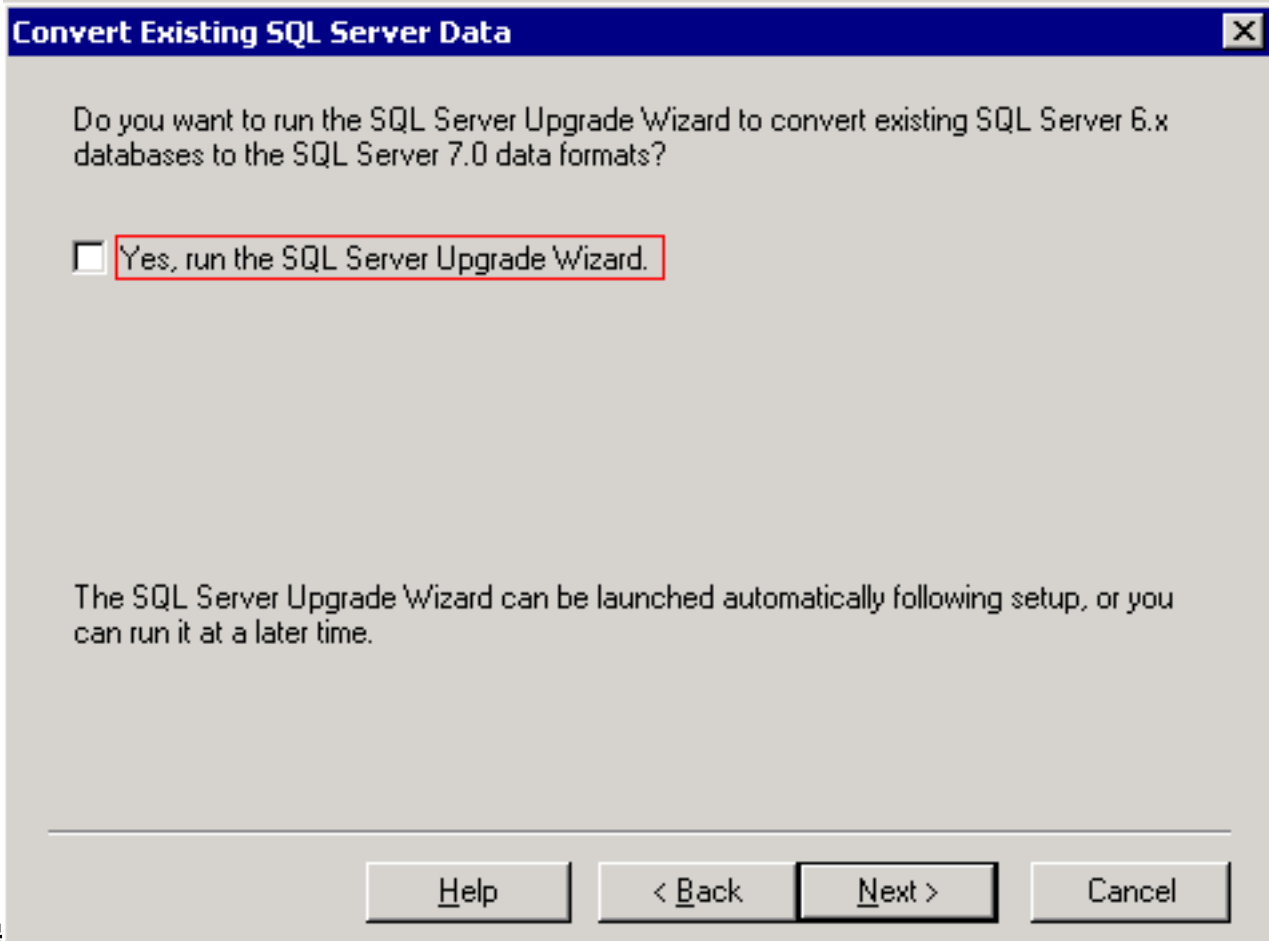 Convert Existing SQL Server Data
Do you want to run the SQL Server Upgrade Wizard to convert existing SQL Server 6.x
databases to the SQL Server 7.0 data formats?
Yes, run the SQL Server Upgrade Wizard.
The SQL Server Upgrade Wizard can be launched automatically following setup, or you
can run it at a later time.
Help
< Back
Next >
Cancel